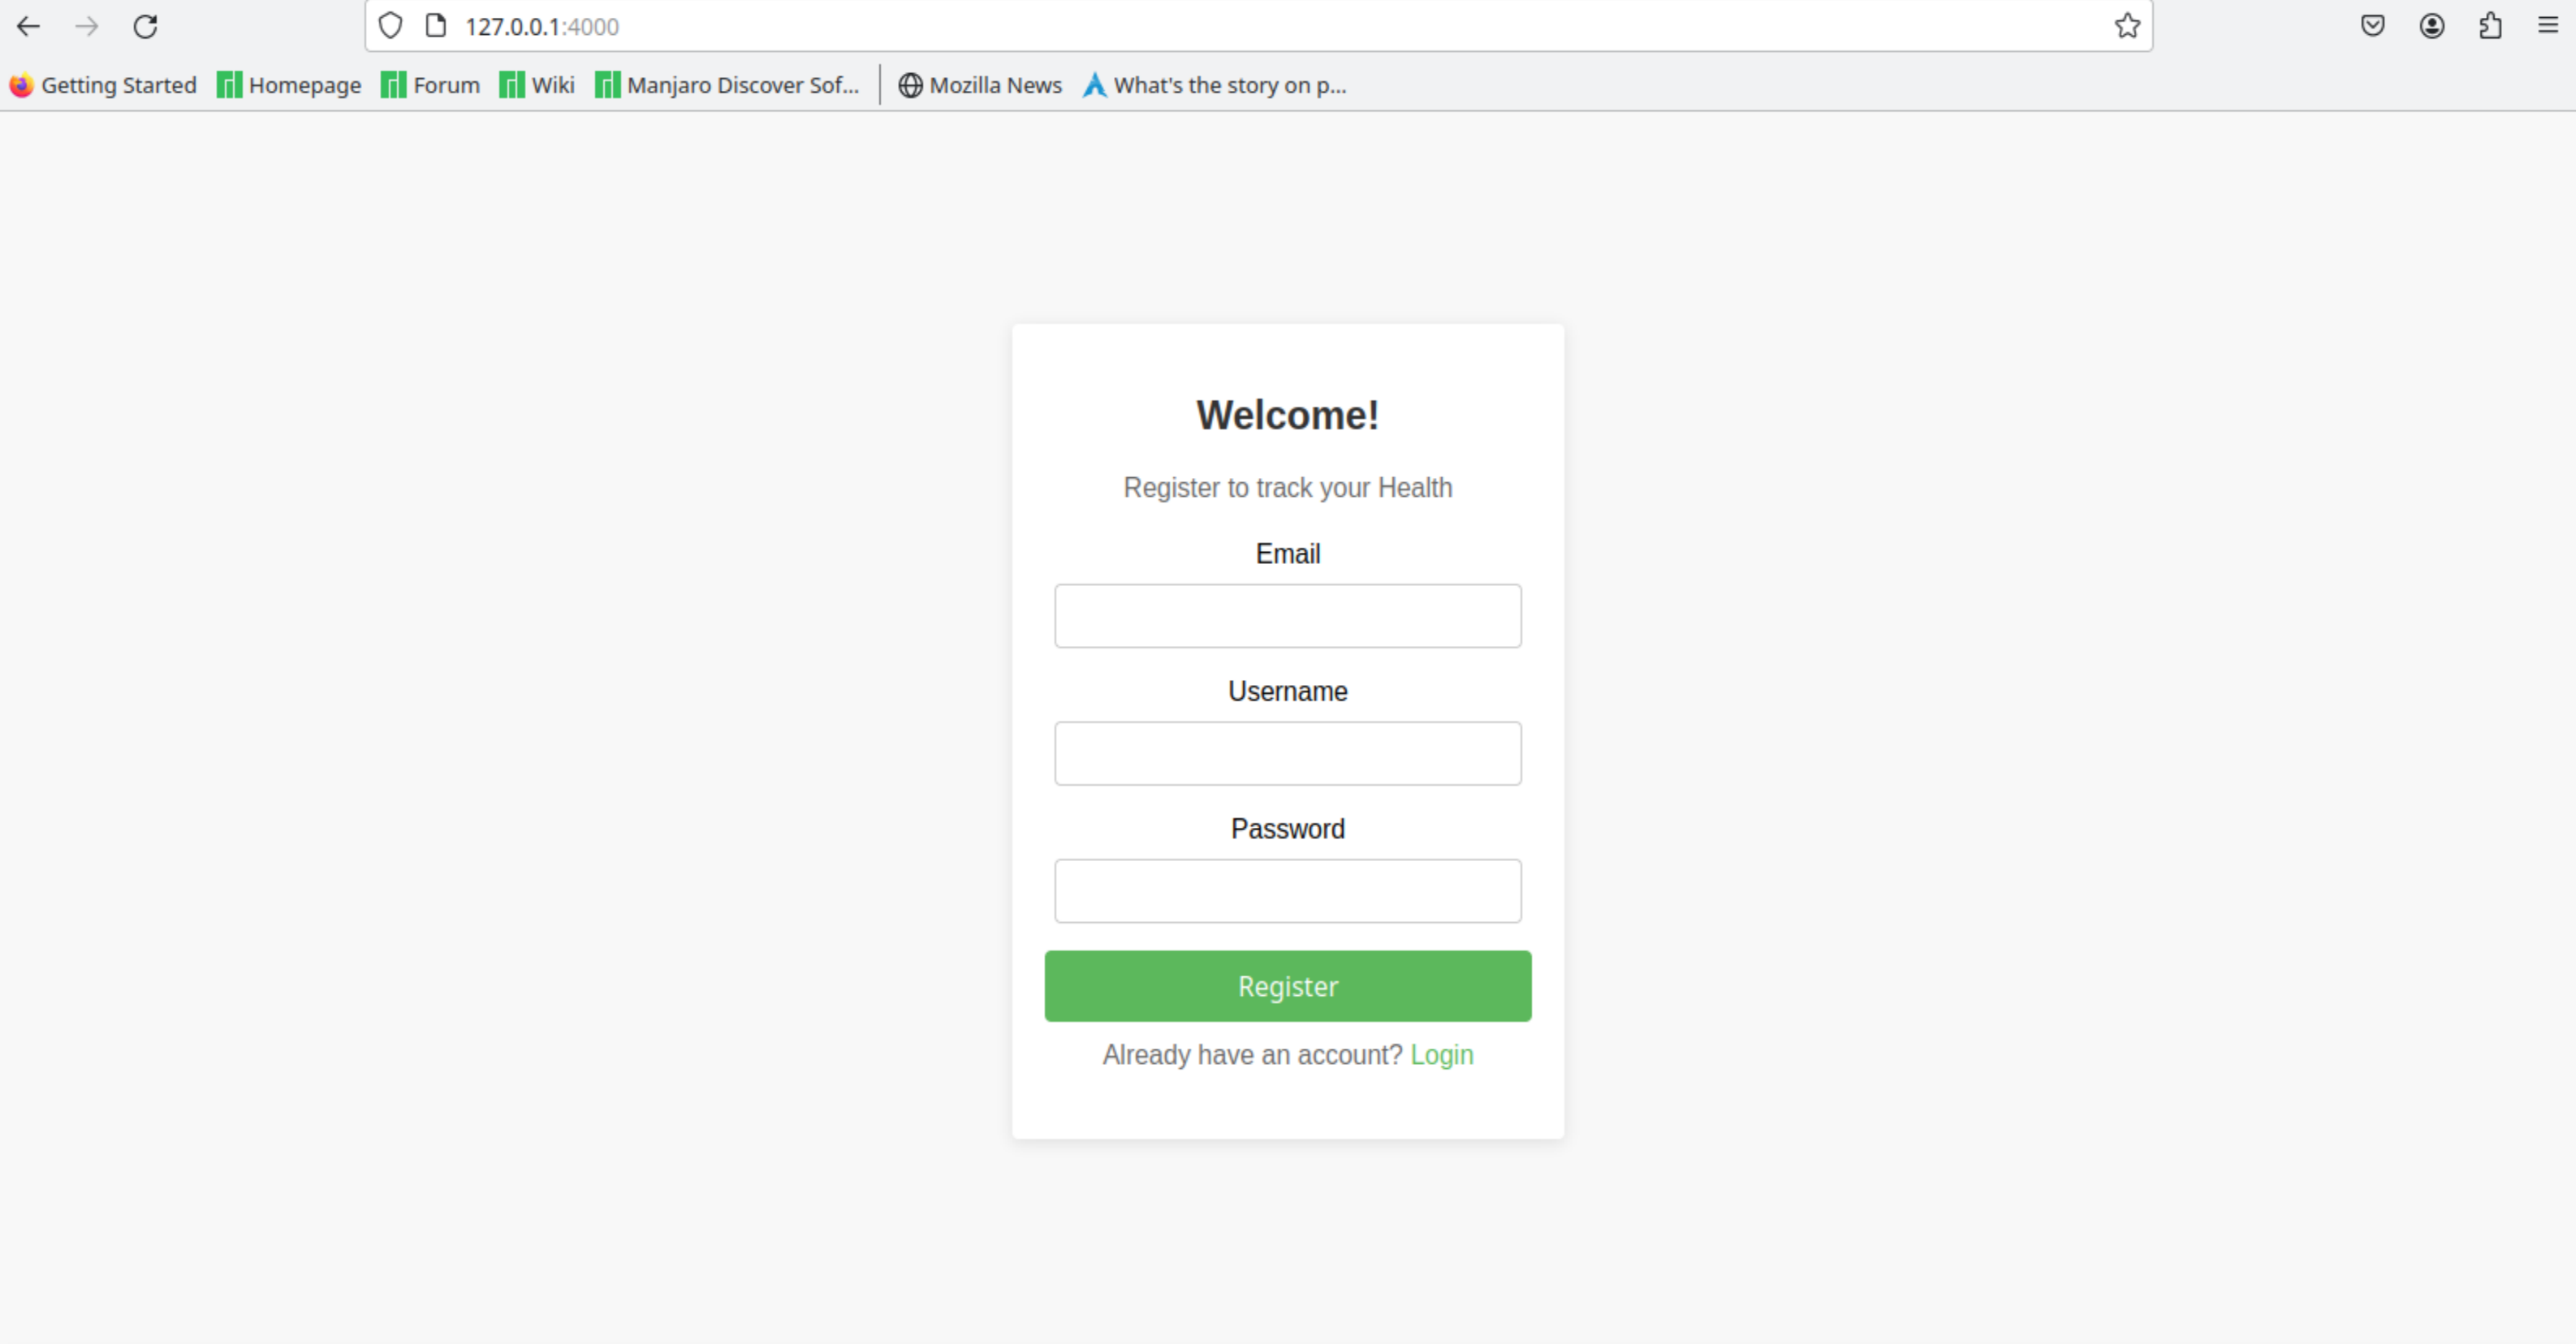 127.0.0.1:4000
Getting Started Homepage Forum Wiki Manjaro Discover Sof... Mozilla News What's the story on p...
Welcome!
Register to track your Health
Email
Username
Password
Register
Already have an account? Login